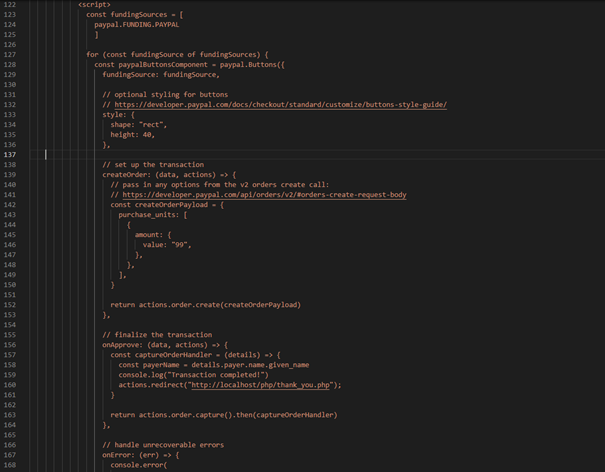 122 <script>
123 const fundingSources = [
124 paypal.FUNDING.PAYPAL
125 ]
126
127 for (const fundingSource of fundingSources) {
128 const paypalButtonsComponent = paypal.Buttons({
129 fundingSource: fundingSource,
130
131 // optional styling for buttons
132 // https://developer.paypal.com/docs/checkout/standard/customize/buttons-style-guide/
133 style: {
134 shape: "rect",
135 height: 40,
136 },
137
138 // set up the transaction
139 createOrder: (data, actions) => {
140 // pass in any options from the v2 orders create call:
141 // https://developer.paypal.com/api/orders/v2/#orders-create-request-body
142 const createOrderPayload = {
143 purchase_units: [
144 {
145 amount: {
146 value: "99",
147 },
148 },
149 ],
150 }
151
152 return actions.order.create(createOrderPayload)
153 },
154
155 // finalize the transaction
156 onApprove: (data, actions) => {
157 const captureOrderHandler = (details) => {
158 const payerName = details.payer.name.given_name
159 console.log("Transaction completed!")
160 actions.redirect("http://localhost/php/thank_you.php");
161 }
162
163 return actions.order.capture().then(captureOrderHandler)
164 },
165
166 // handle unrecoverable errors
167 onError: (err) => {
168 console.error(